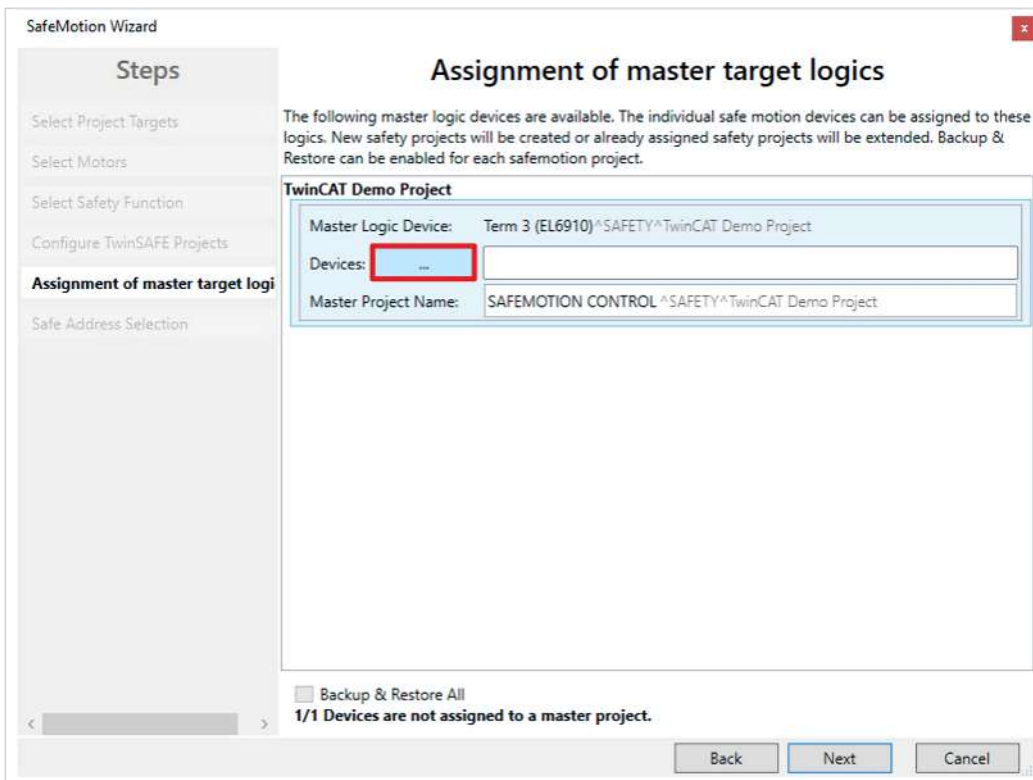 SafeMotion Wizard
x
Steps
Select Project Targets
Select Motors
Select Safety Function
Configure TwinSAFE Projects
Assignment of master target logi
Safe Address Selection
Assignment of master target logics
The following master logic devices are available. The individual safe motion devices can be assigned to these
logics. New safety projects will be created or already assigned safety projects will be extended. Backup &
Restore can be enabled for each safemotion project.
TwinCAT Demo Project
Master Logic Device: Term 3 (EL6910)^SAFETY^TwinCAT Demo Project
Devices: ...
Master Project Name: SAFEMOTION CONTROL ^SAFETY^TwinCAT Demo Project
Backup & Restore All
1/1 Devices are not assigned to a master project.
Back Next Cancel